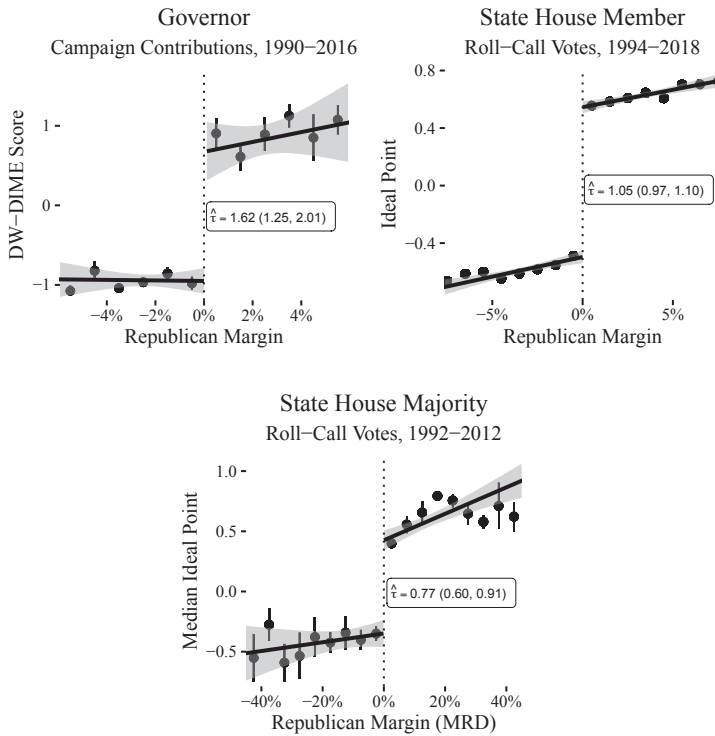 Governor
Campaign Contributions, 1990−2016
DW−DIME Score
1
0
−1
τ̂ = 1.62 (1.25, 2.01)
−4%
−2%
0%
2%
4%
Republican Margin
State House Member
Roll−Call Votes, 1994−2018
Ideal Point
0.8
0.4
0.0
−0.4
τ̂ = 1.05 (0.97, 1.10)
−5%
0%
5%
Republican Margin
State House Majority
Roll−Call Votes, 1992−2012
Median Ideal Point
1.0
0.5
0.0
−0.5
τ̂ = 0.77 (0.60, 0.91)
−40%
−20%
0%
20%
40%
Republican Margin (MRD)